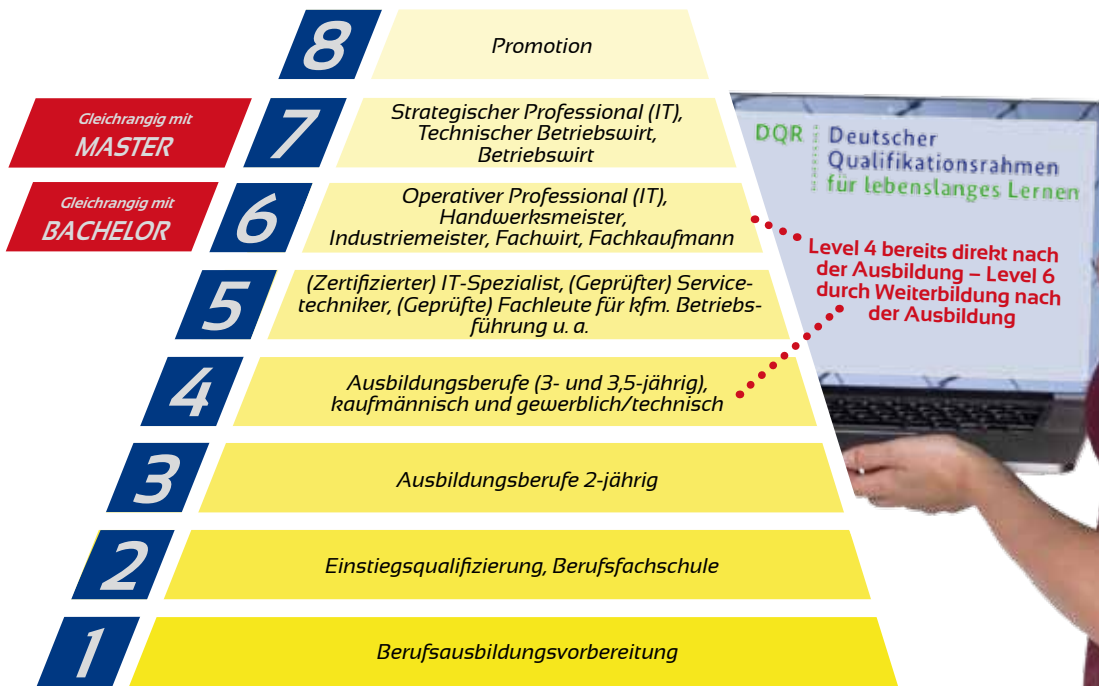 8
Promotion
Gleichrangig mit
MASTER
7
Strategischer Professional (IT),
Technischer Betriebswirt,
Betriebswirt
Gleichrangig mit
BACHELOR
6
Operativer Professional (IT),
Handwerksmeister,
Industriemeister, Fachwirt, Fachkaufmann
5
(Zertifizierter) IT-Spezialist, (Geprüfter) Service-
techniker, (Geprüfte) Fachleute für kfm. Betriebs-
führung u. a.
4
Ausbildungsberufe (3- und 3,5-jährig),
kaufmännisch und gewerblich/technisch
3
Ausbildungsberufe 2-jährig
2
Einstiegsqualifizierung, Berufsfachschule
1
Berufsausbildungsvorbereitung
DQR Deutscher
Qualifikationsrahmen
für lebenslanges Lernen
Level 4 bereits direkt nach
der Ausbildung – Level 6
durch Weiterbildung nach
der Ausbildung